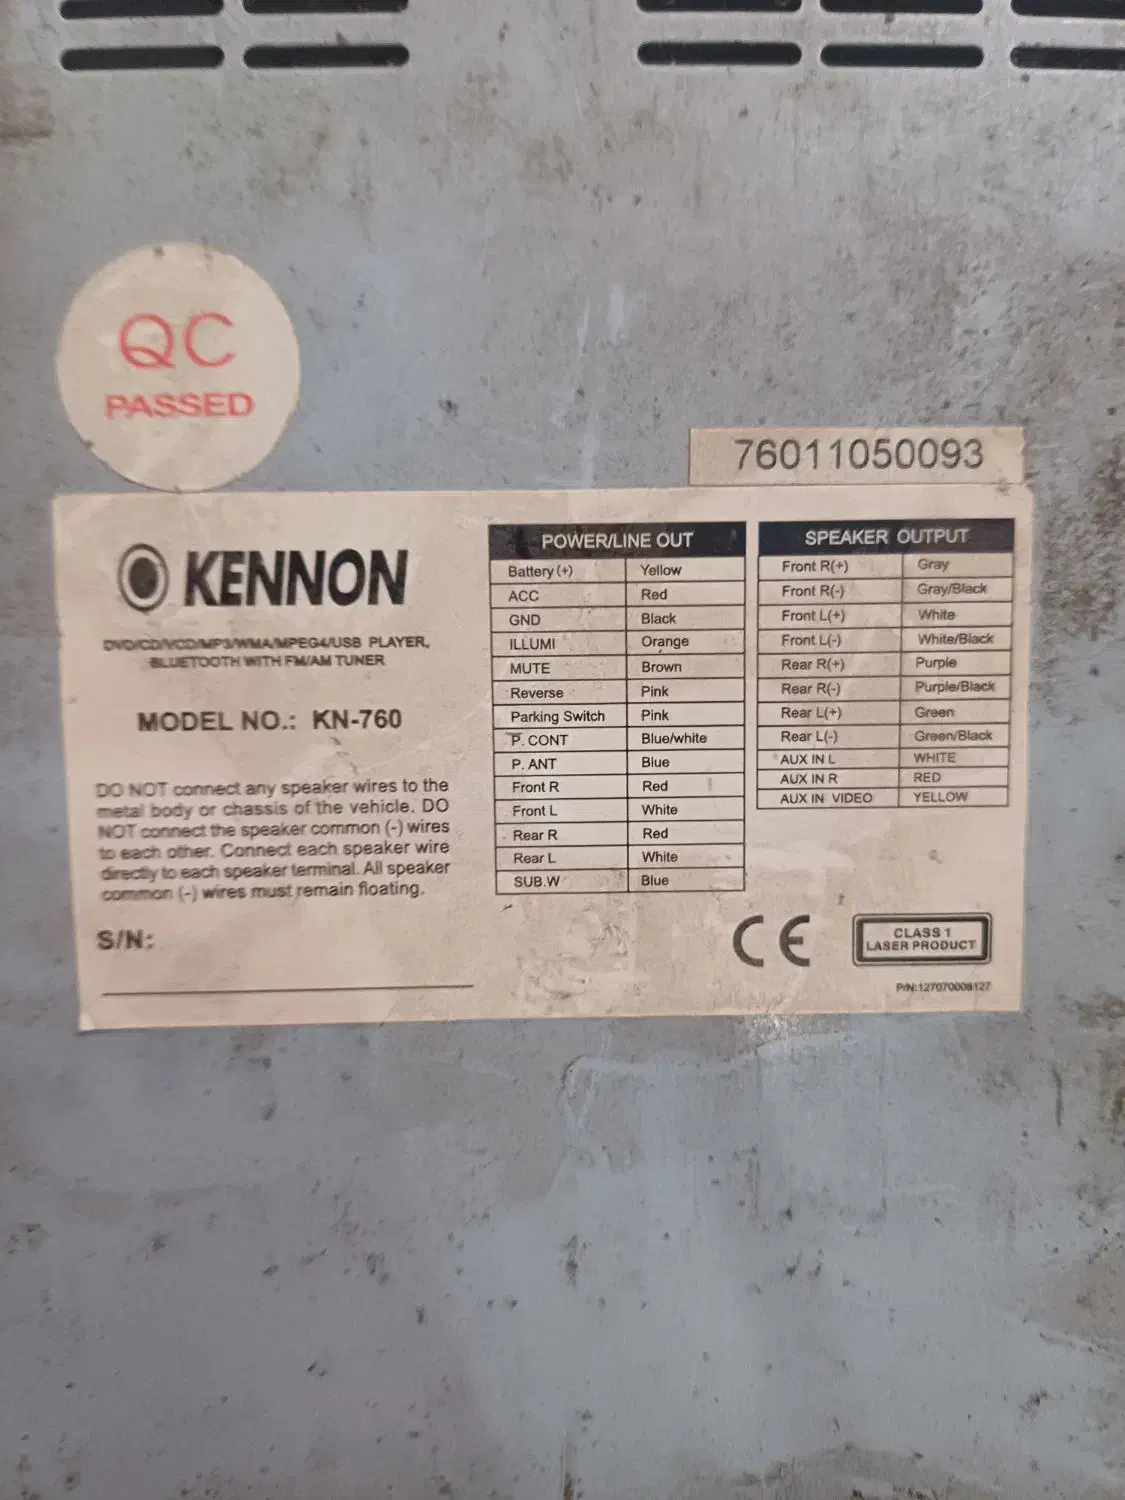 QC
PASSED
76011050093
KENNON
DVD/CD/VCD/MP3/WMA/MPEG4/USB PLAYER,
BLUETOOTH WITH FM/AM TUNER
MODEL NO.: KN-760
DO NOT connect any speaker wires to the
metal body or chassis of the vehicle. DO
NOT connect the speaker common (-) wires
to each other. Connect each speaker wire
directly to each speaker terminal. All speaker
common (-) wires must remain floating.
S/N:
POWER/LINE OUT
Battery (+) Yellow
ACC Red
GND Black
ILLUMI Orange
MUTE Brown
Reverse Pink
Parking Switch Pink
P. CONT Blue/white
P. ANT Blue
Front R Red
Front L White
Rear R Red
Rear L White
SUB.W Blue
SPEAKER OUTPUT
Front R(+) Gray
Front R(-) Gray/Black
Front L(+) White
Front L(-) White/Black
Rear R(+) Purple
Rear R(-) Purple/Black
Rear L(+) Green
Rear L(-) Green/Black
AUX IN L WHITE
AUX IN R RED
AUX IN VIDEO YELLOW
CE
CLASS 1
LASER PRODUCT
P/N:127070008127